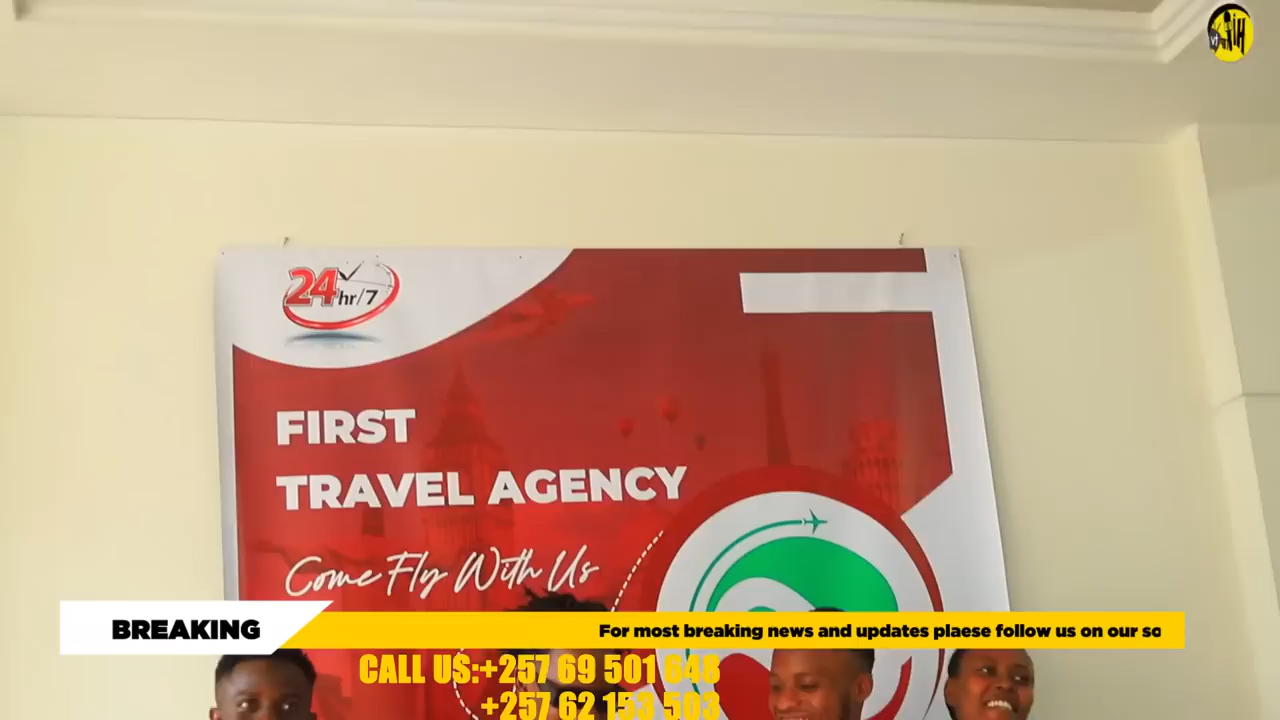 24hr/7
FIRST
TRAVEL AGENCY
Come Fly With Us
BREAKING
For most breaking news and updates plaese follow us on our so
CALL US:+257 69 501 648
+257 62 153 503